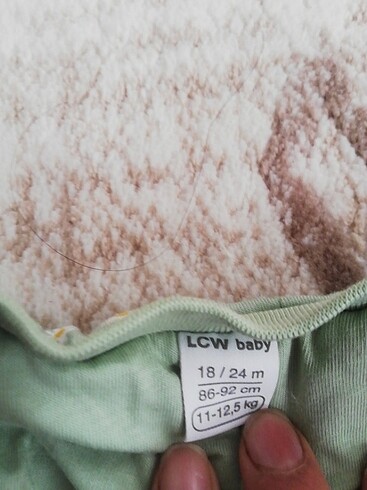 LCW baby
18 / 24 m
86-92 cm
11-12,5 kg